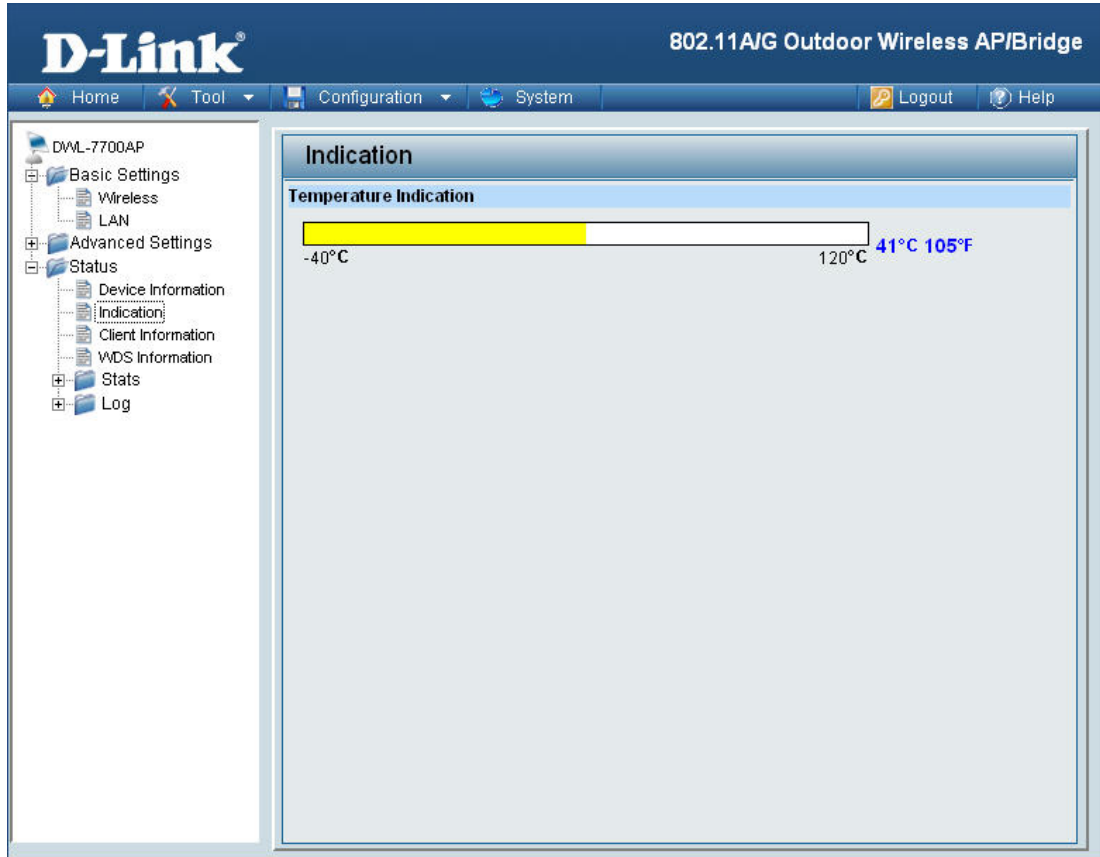 D-Link®
802.11A/G Outdoor Wireless AP/Bridge
Home Tool Configuration System Logout Help
DWL-7700AP
Basic Settings
Wireless
LAN
Advanced Settings
Status
Device Information
Indication
Client Information
WDS Information
Stats
Log
Indication
Temperature Indication
-40°C 120°C 41°C 105°F